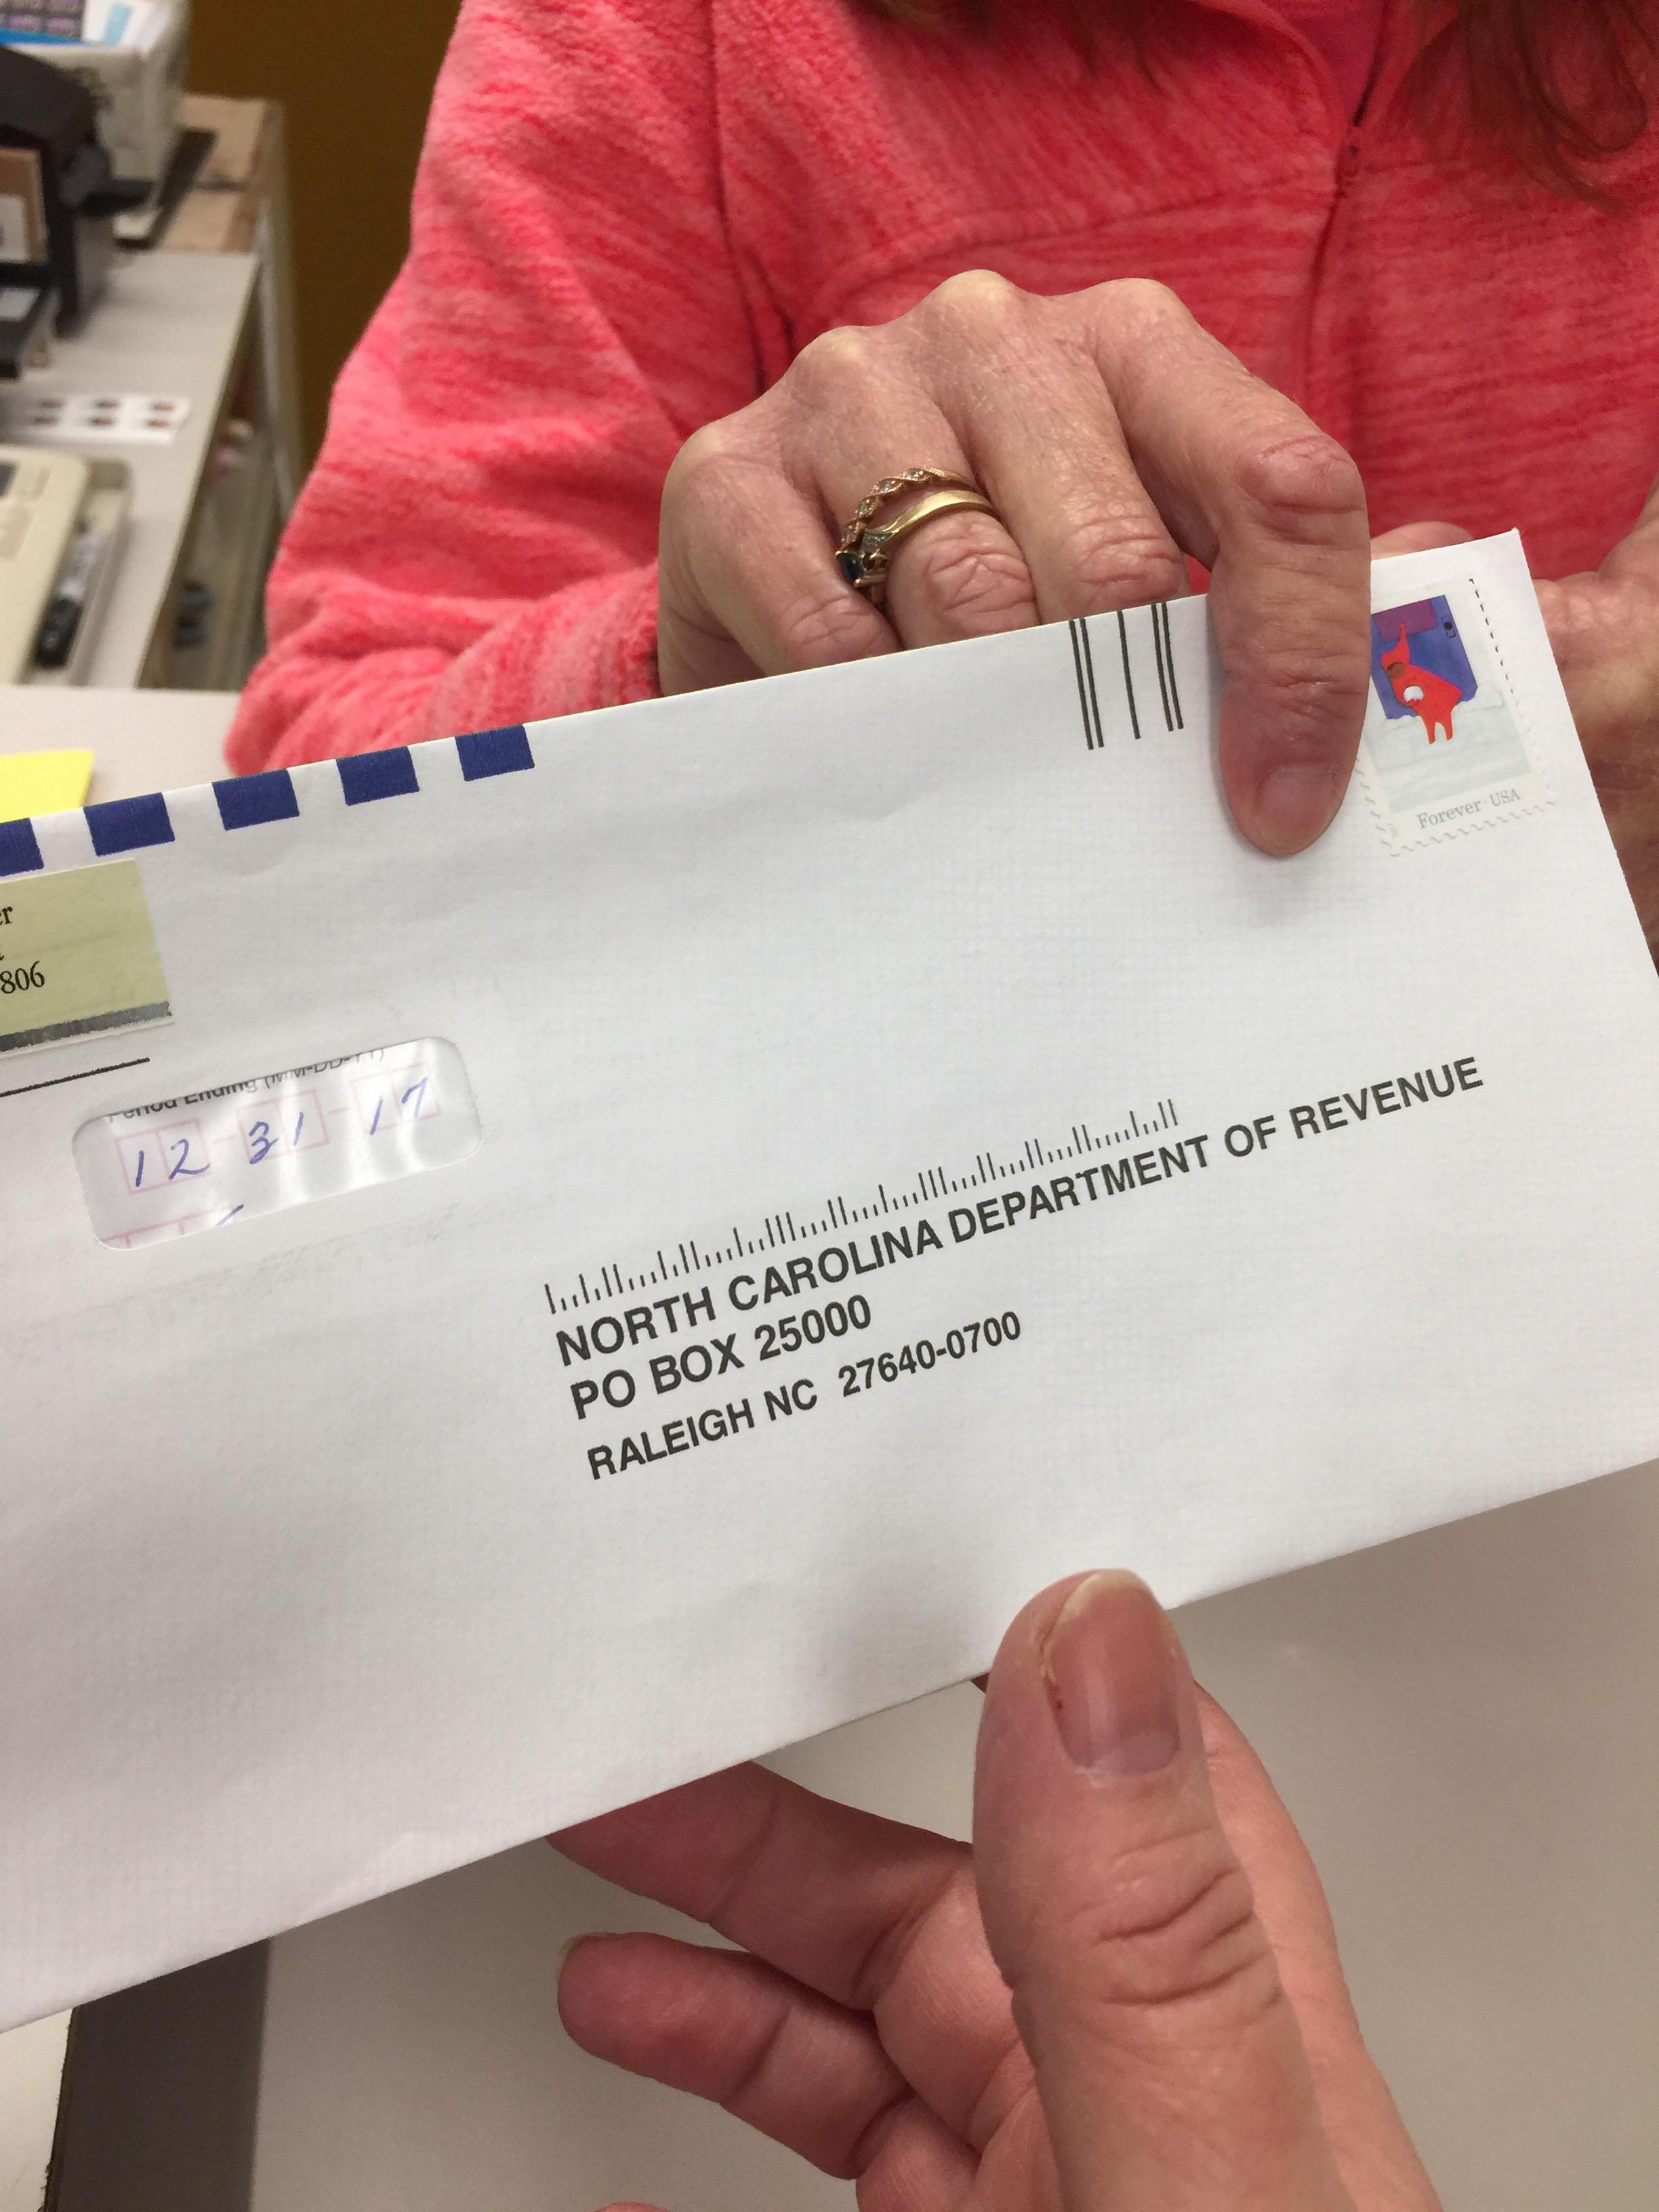 Forever·USA
er
806
Period Ending (MM-DD-YY)
12-31-17
NORTH CAROLINA DEPARTMENT OF REVENUE
PO BOX 25000
RALEIGH NC 27640-0700